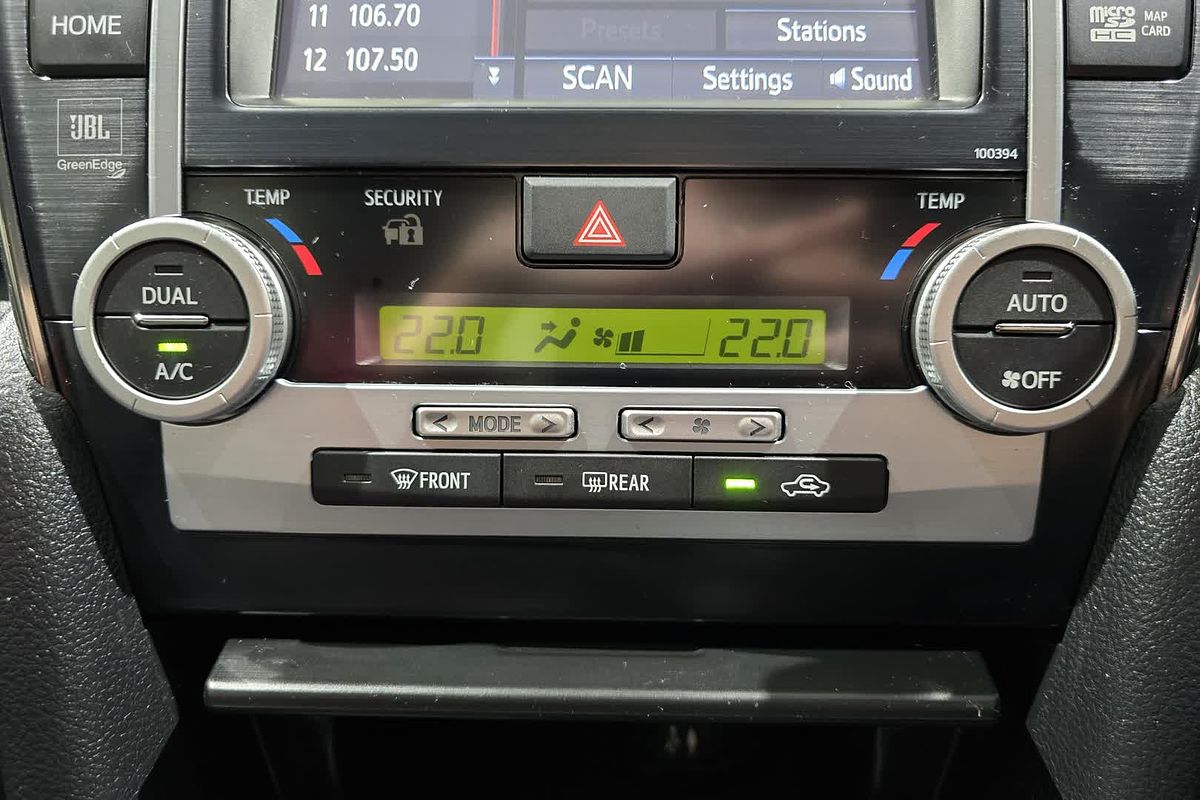 HOME
11 106.70
12 107.50
Presets
Stations
SCAN
Settings
Sound
micro
SD
HC
MAP
CARD
JBL
GreenEdge
100394
TEMP
SECURITY
TEMP
DUAL
A/C
22.0
22.0
AUTO
OFF
< MODE >
< >
FRONT
REAR